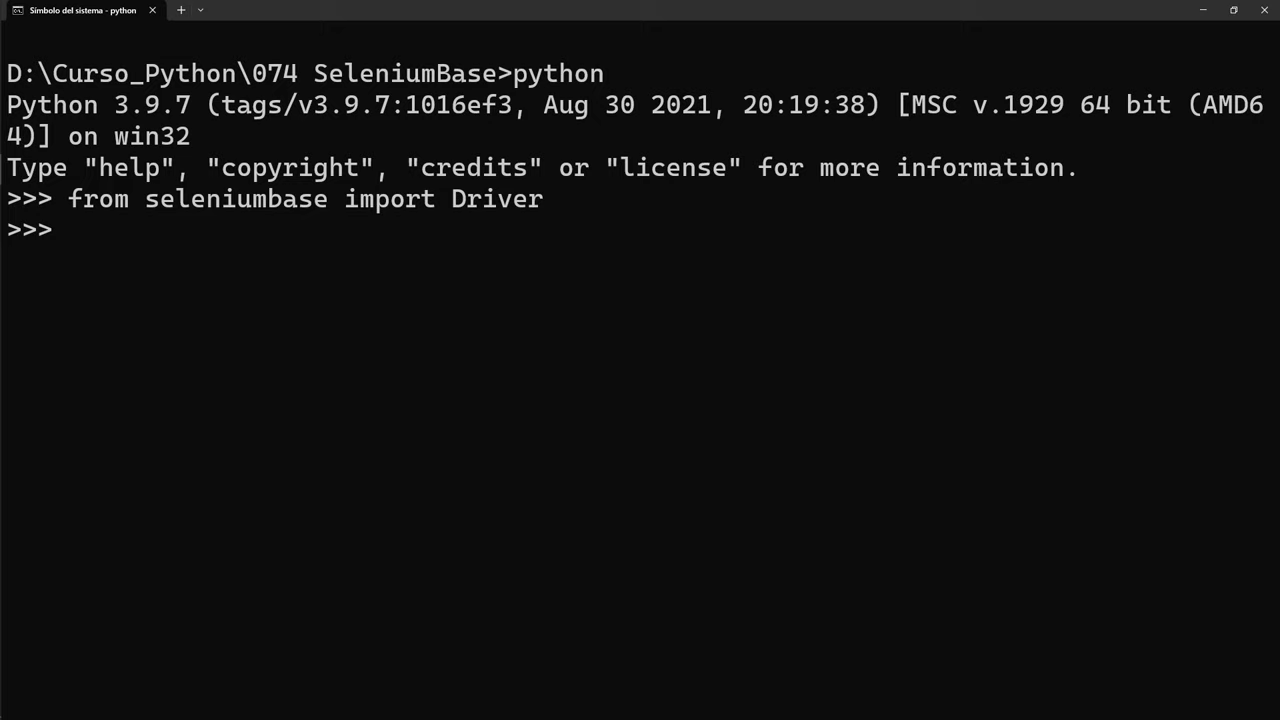 Símbolo del sistema - python
D:\Curso_Python\074 SeleniumBase>python
Python 3.9.7 (tags/v3.9.7:1016ef3, Aug 30 2021, 20:19:38) [MSC v.1929 64 bit (AMD6
4)] on win32
Type "help", "copyright", "credits" or "license" for more information.
>>> from seleniumbase import Driver
>>>